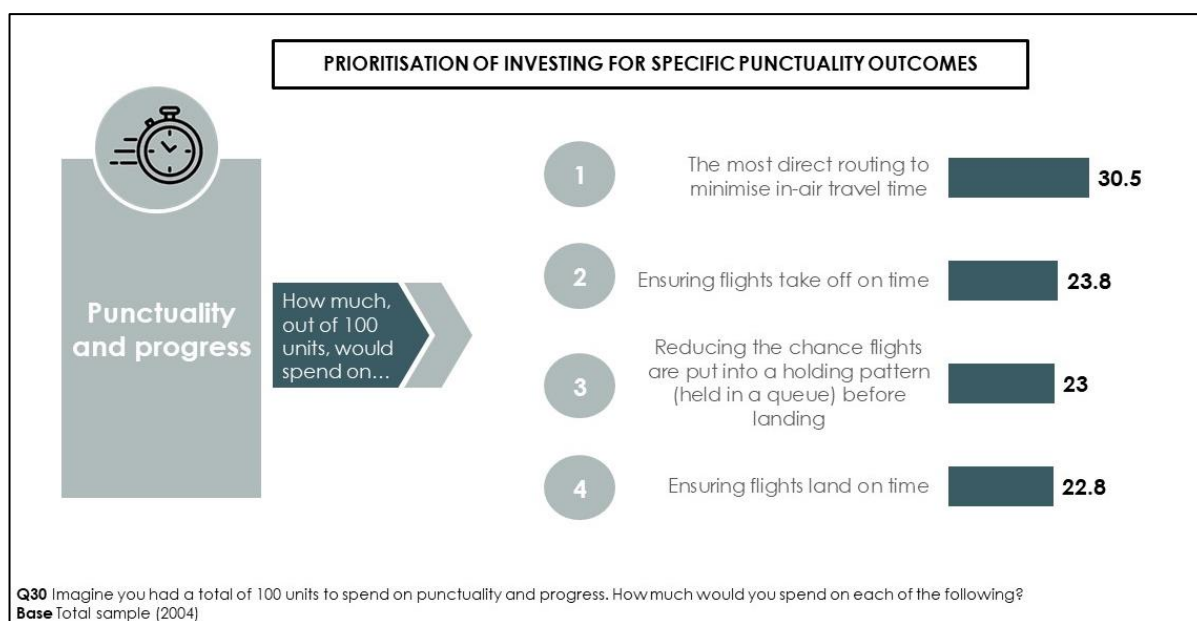 PRIORITISATION OF INVESTING FOR SPECIFIC PUNCTUALITY OUTCOMES
Punctuality
and progress
How much,
out of 100
units, would
spend on...
1
The most direct routing to
minimise in-air travel time
30.5
2
Ensuring flights take off on time
23.8
3
Reducing the chance flights
are put into a holding pattern
(held in a queue) before
landing
23
4
Ensuring flights land on time
22.8
Q30 Imagine you had a total of 100 units to spend on punctuality and progress. How much would you spend on each of the following?
Base Total sample (2004)